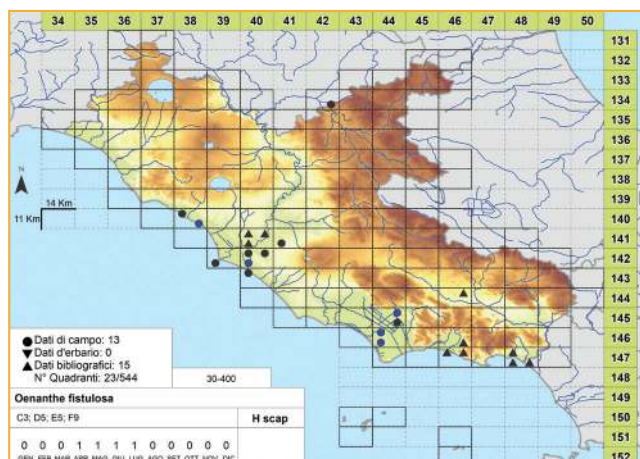 34 35 36 37 38 39 40 41 42 43 44 45 46 47 48 49 50
131
132
133
134
135
136
137
138
139
140
141
142
143
144
145
146
147
148
149
150
151
152
N
14 Km
11 Km
Dati di campo: 13
Dati d'erbario: 0
Dati bibliografici: 15
N° Quadranti: 23/544
30-400
Oenanthe fistulosa
C3; D5; E5; F9
H scap
0 0 0 1 1 1 1 0 0 0 0 0
GEN FEB MAR APR MAG GIU LUG AGO SET OTT NOV DIC